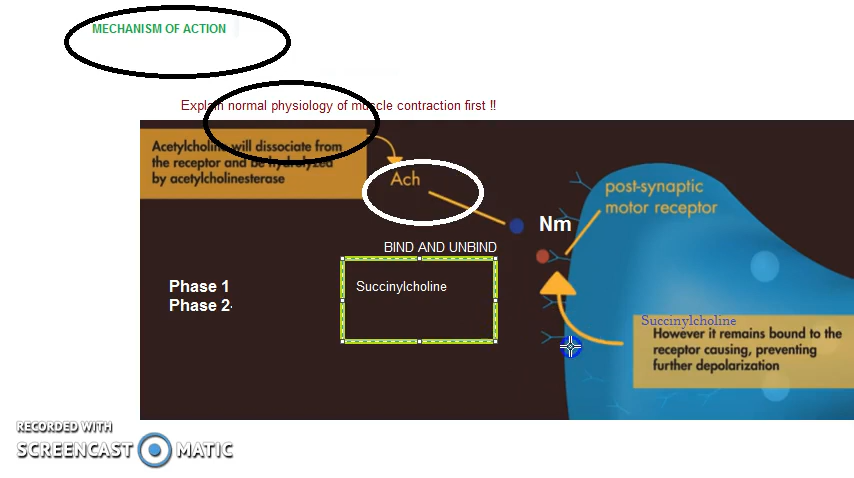 MECHANISM OF ACTION
Explain normal physiology of muscle contraction first !!
Acetylcholine will dissociate from
the receptor and be hydrolyzed
by acetylcholinesterase
Ach
post-synaptic
motor receptor
Nm
BIND AND UNBIND
Phase 1
Phase 2
Succinylcholine
Succinylcholine
However it remains bound to the
receptor causing, preventing
further depolarization
RECORDED WITH
SCREENCAST MATIC